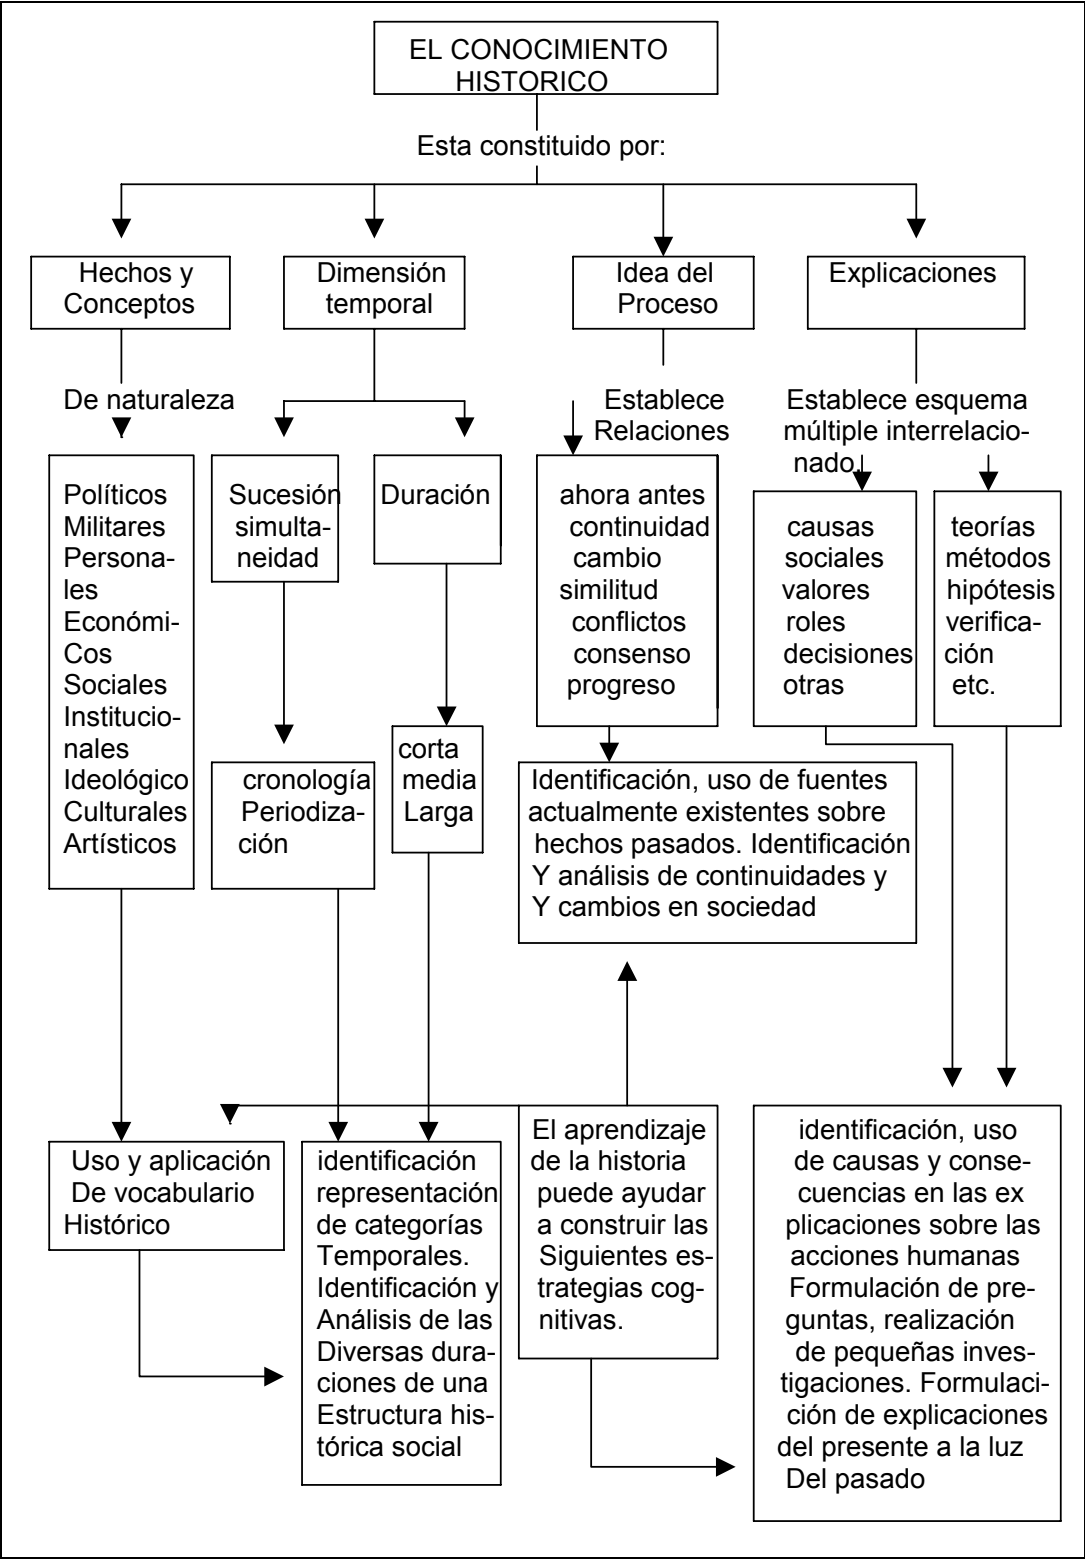 EL CONOCIMIENTO
HISTORICO
Esta constituido por:
Hechos y
Conceptos
Dimensión
temporal
Idea del
Proceso
Explicaciones
De naturaleza
Establece
Relaciones
Establece esquema
múltiple interrelacio-
nado.
Políticos
Militares
Persona-
les
Económi-
Cos
Sociales
Institucio-
nales
Ideológico
Culturales
Artísticos
Sucesión
simulta-
neidad
Duración
ahora antes
continuidad
cambio
similitud
conflictos
consenso
progreso
causas
sociales
valores
roles
decisiones
otras
teorías
métodos
hipótesis
verifica-
ción
etc.
cronología
Periodiza-
ción
corta
media
Larga
Identificación, uso de fuentes
actualmente existentes sobre
hechos pasados. Identificación
Y análisis de continuidades y
Y cambios en sociedad
Uso y aplicación
De vocabulario
Histórico
identificación
representación
de categorías
Temporales.
Identificación y
Análisis de las
Diversas dura-
ciones de una
Estructura his-
tórica social
El aprendizaje
de la historia
puede ayudar
a construir las
Siguientes es-
trategias cog-
nitivas.
identificación, uso
de causas y conse-
cuencias en las ex
plicaciones sobre las
acciones humanas
Formulación de pre-
guntas, realización
de pequeñas inves-
tigaciones. Formulaci-
ción de explicaciones
del presente a la luz
Del pasado